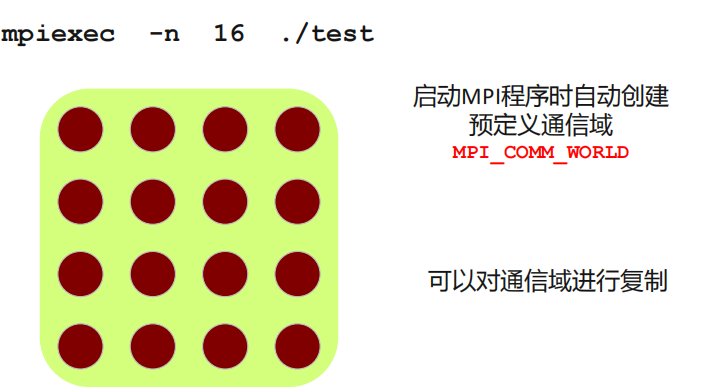 mpiexec -n 16 ./test
启动MPI程序时自动创建
预定义通信域
MPI_COMM_WORLD
可以对通信域进行复制